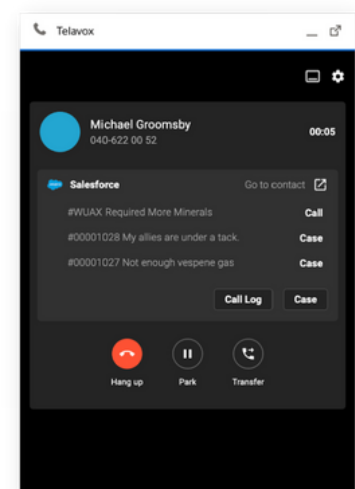 Telavox
Michael Groomsby
040-622 00 52
00:05
Salesforce
Go to contact
#WUAX Required More Minerals
Call
#00001028 My allies are under a tack.
Case
#00001027 Not enough vespene gas
Case
Call Log
Case
Hang up
Park
Transfer